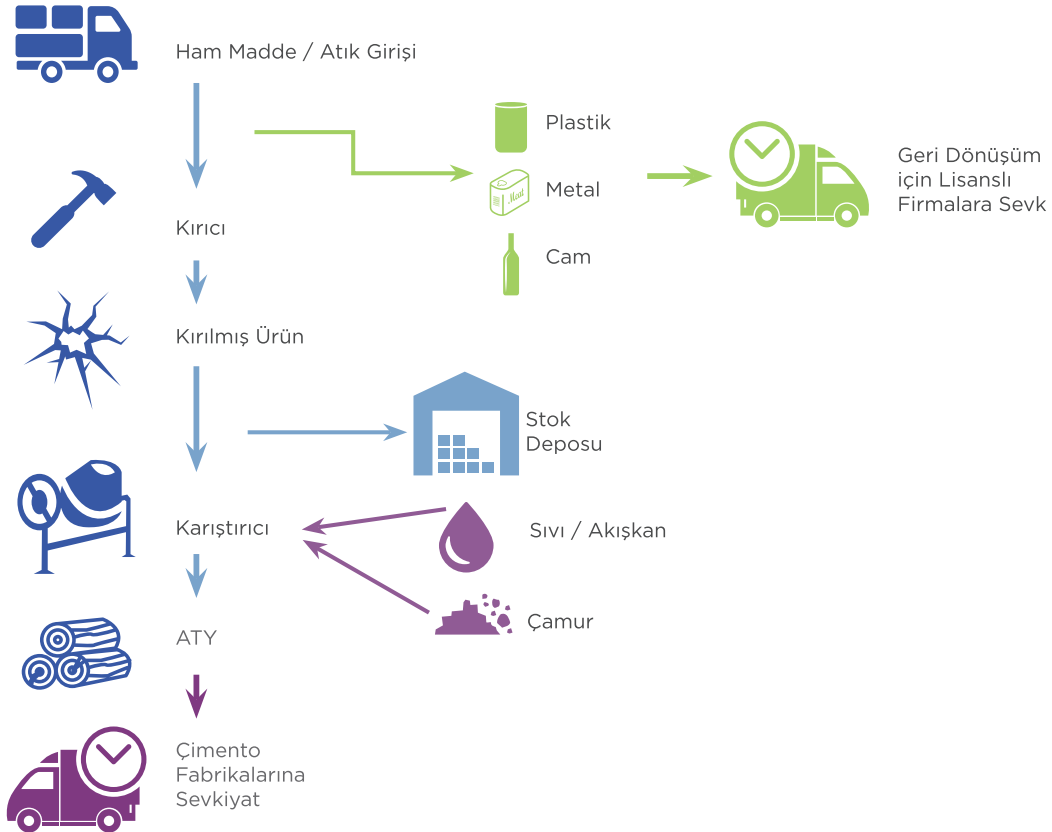 Ham Madde / Atık Girişi
Plastik
Metal
Meat
Cam
Geri Dönüşüm
için Lisanslı
Firmalara Sevk
Kırıcı
Kırılmış Ürün
Stok
Deposu
Karıştırıcı
Sıvı / Akışkan
Çamur
ATY
Çimento
Fabrikalarına
Sevkiyat